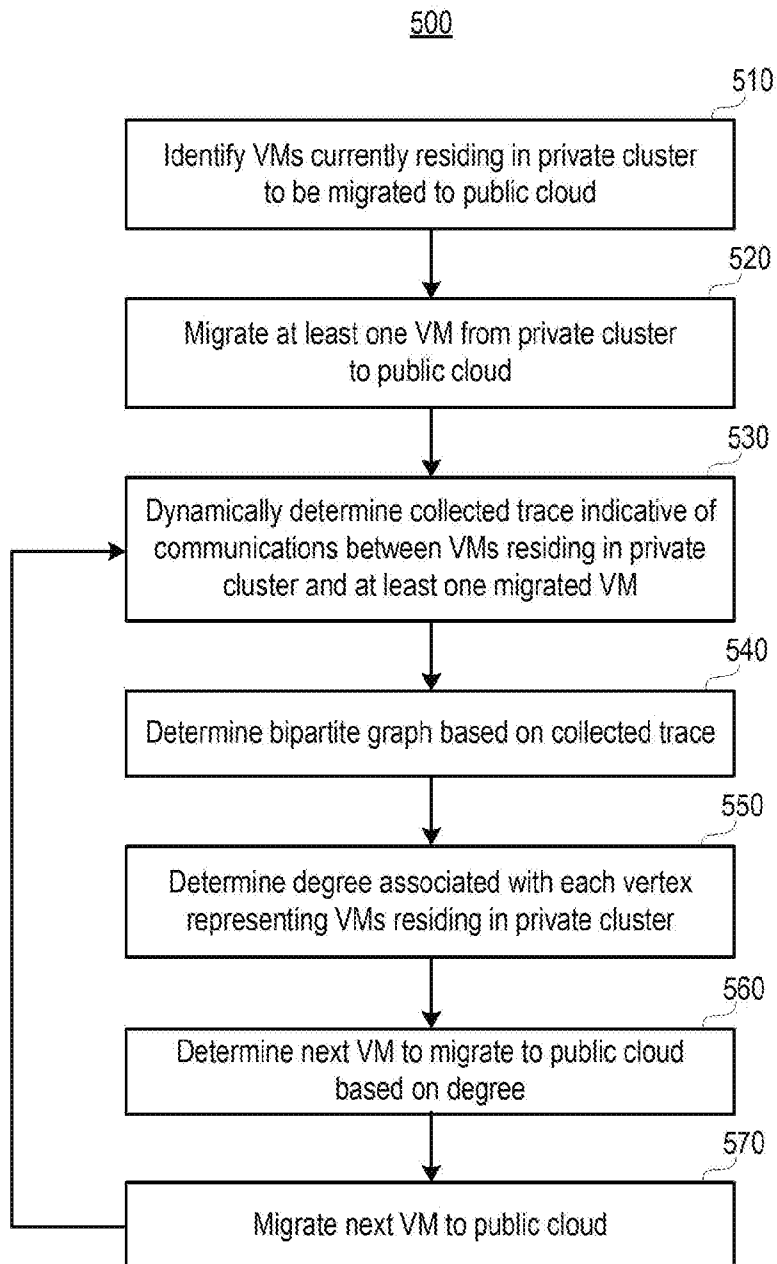 500
510
Identify VMs currently residing in private cluster
to be migrated to public cloud
520
Migrate at least one VM from private cluster
to public cloud
530
Dynamically determine collected trace indicative of
communications between VMs residing in private
cluster and at least one migrated VM
540
Determine bipartite graph based on collected trace
550
Determine degree associated with each vertex
representing VMs residing in private cluster
560
Determine next VM to migrate to public cloud
based on degree
570
Migrate next VM to public cloud